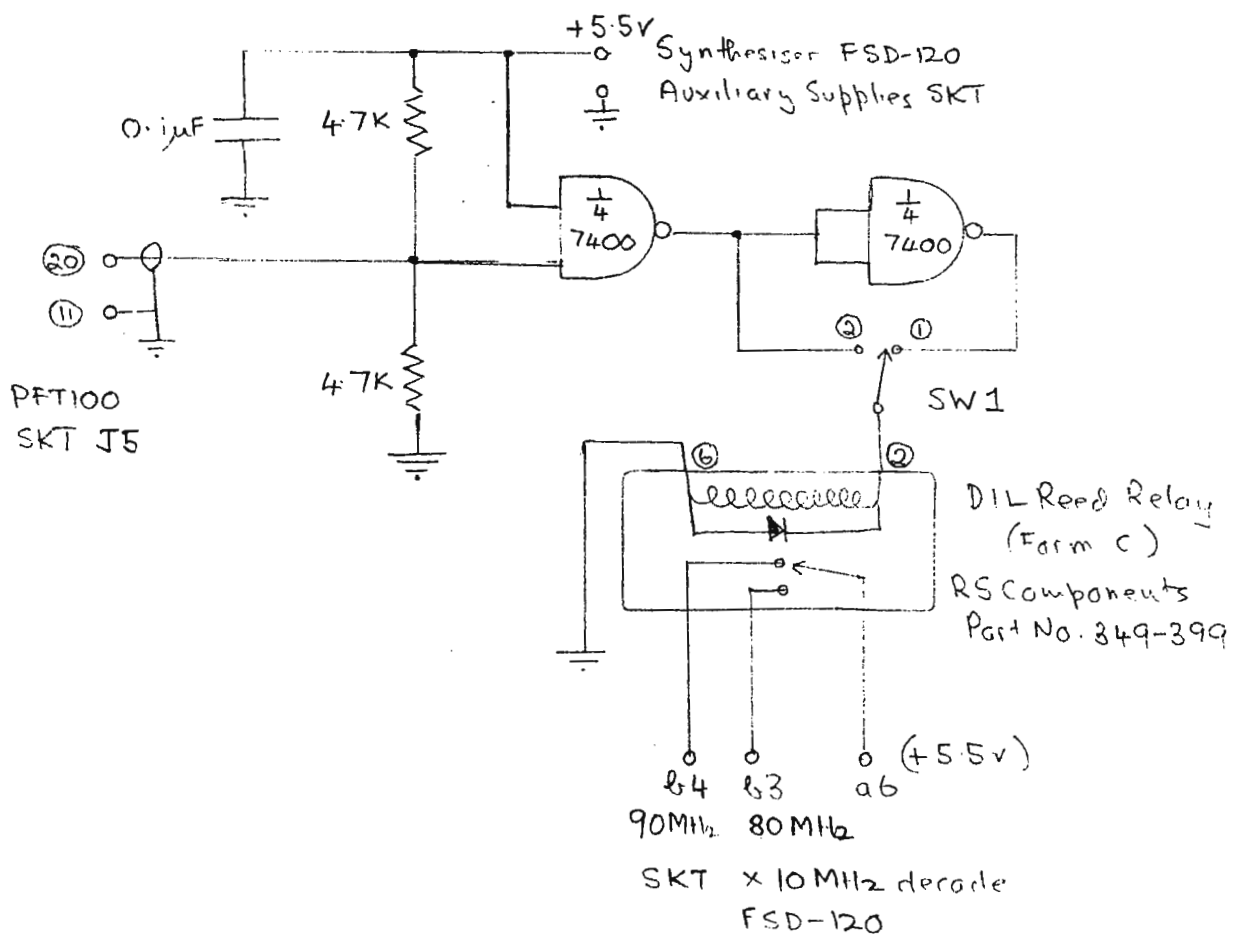 +5.5v
Synthesiser FSD-120
Auxiliary Supplies SKT
0.1µF
4.7K
1/4
7400
1/4
7400
20
11
2
1
4.7K
SW1
PFT100
SKT J5
6
2
DIL Reed Relay
(Form C)
RS Components
Part No. 349-399
(+5.5v)
b4
b3
a6
90MHz
80MHz
SKT x 10MHz decade
FSD-120